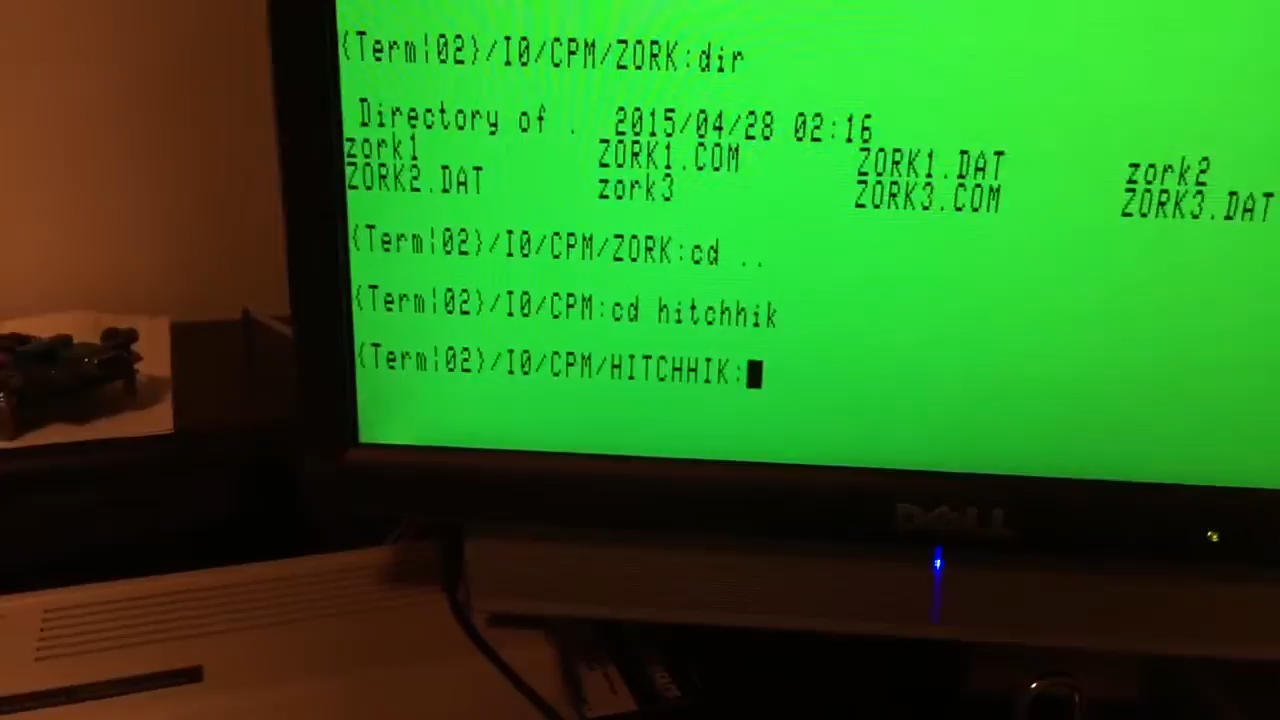 {Term|02}/I0/CPM/ZORK:dir
Directory of . 2015/04/28 02:16
zork1 ZORK1.COM ZORK1.DAT zork2
ZORK2.DAT zork3 ZORK3.COM ZORK3.DAT
{Term|02}/I0/CPM/ZORK:cd ..
{Term|02}/I0/CPM:cd hitchhik
{Term|02}/I0/CPM/HITCHHIK:
DELL